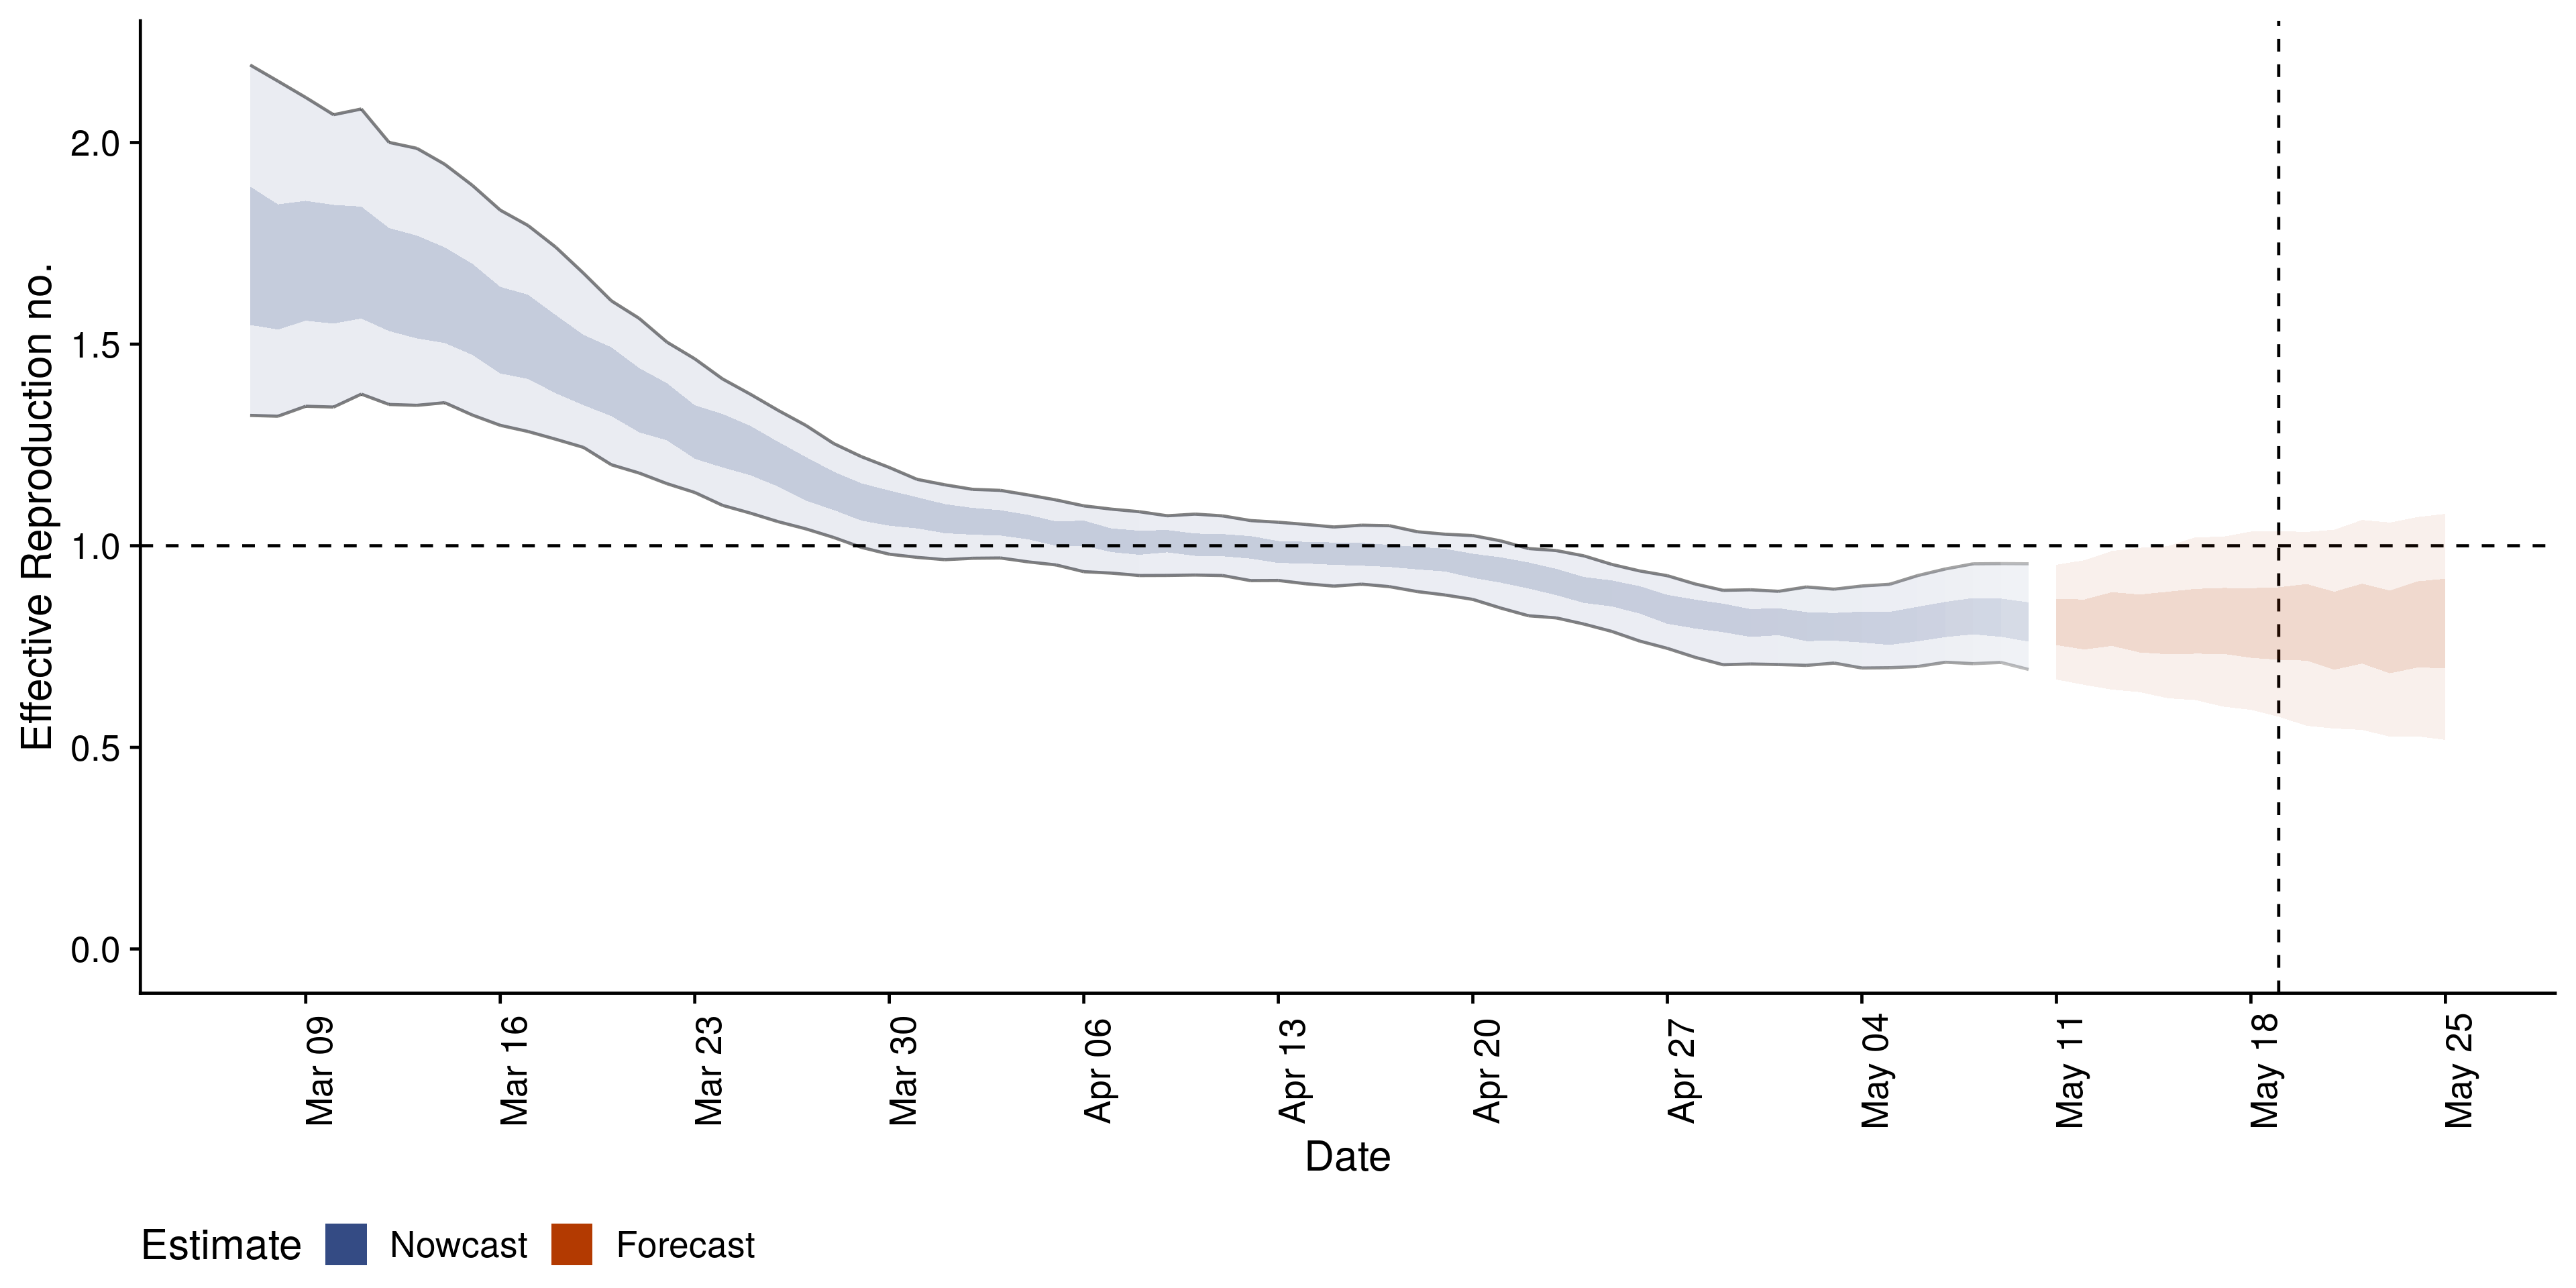 Effective Reproduction no.
2.0
1.5
1.0
0.5
0.0
Mar 09
Mar 16
Mar 23
Mar 30
Apr 06
Apr 13
Apr 20
Apr 27
May 04
May 11
May 18
May 25
Date
Estimate Nowcast Forecast